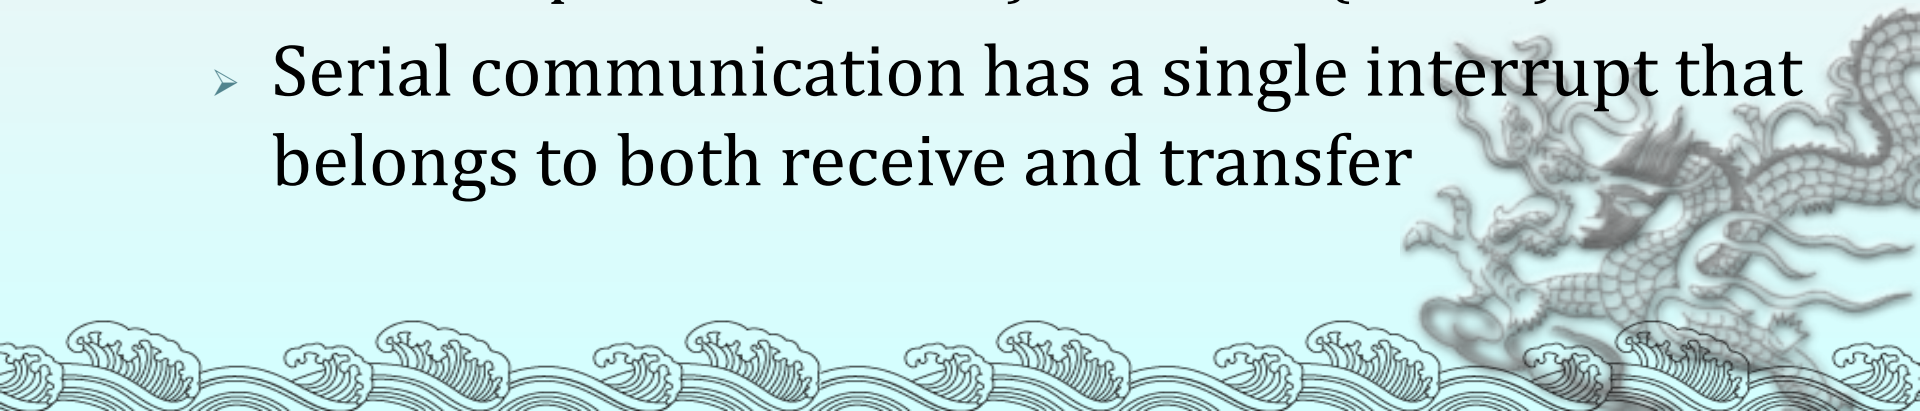 Serial communication has a single interrupt that
belongs to both receive and transfer